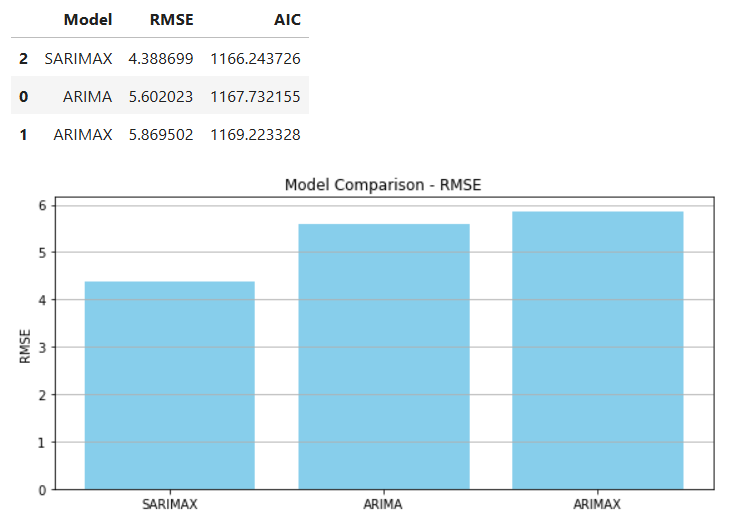 Model RMSE AIC
2 SARIMAX 4.388699 1166.243726
0 ARIMA 5.602023 1167.732155
1 ARIMAX 5.869502 1169.223328
Model Comparison - RMSE
6
5
4
3
2
1
0
RMSE
SARIMAX ARIMA ARIMAX